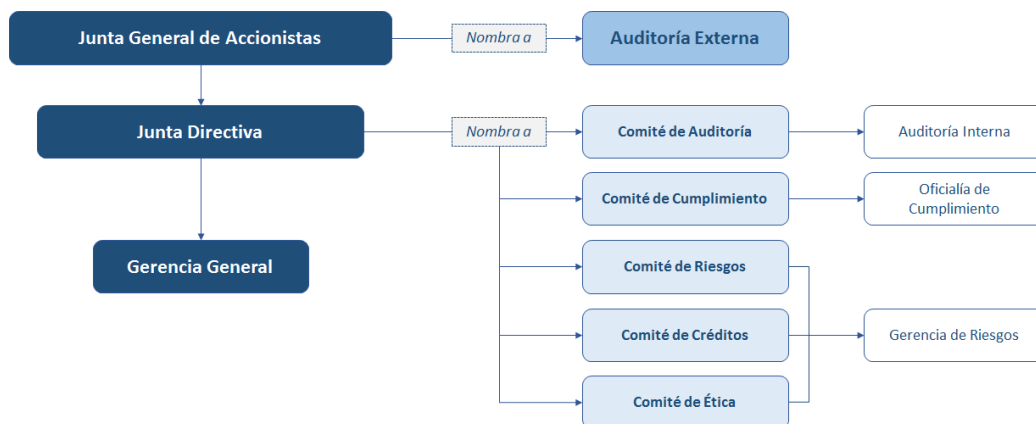 Junta General de Accionistas
Nombra a
Auditoría Externa
Junta Directiva
Nombra a
Comité de Auditoría
Auditoría Interna
Comité de Cumplimiento
Oficialía de
Cumplimiento
Gerencia General
Comité de Riesgos
Comité de Créditos
Gerencia de Riesgos
Comité de Ética